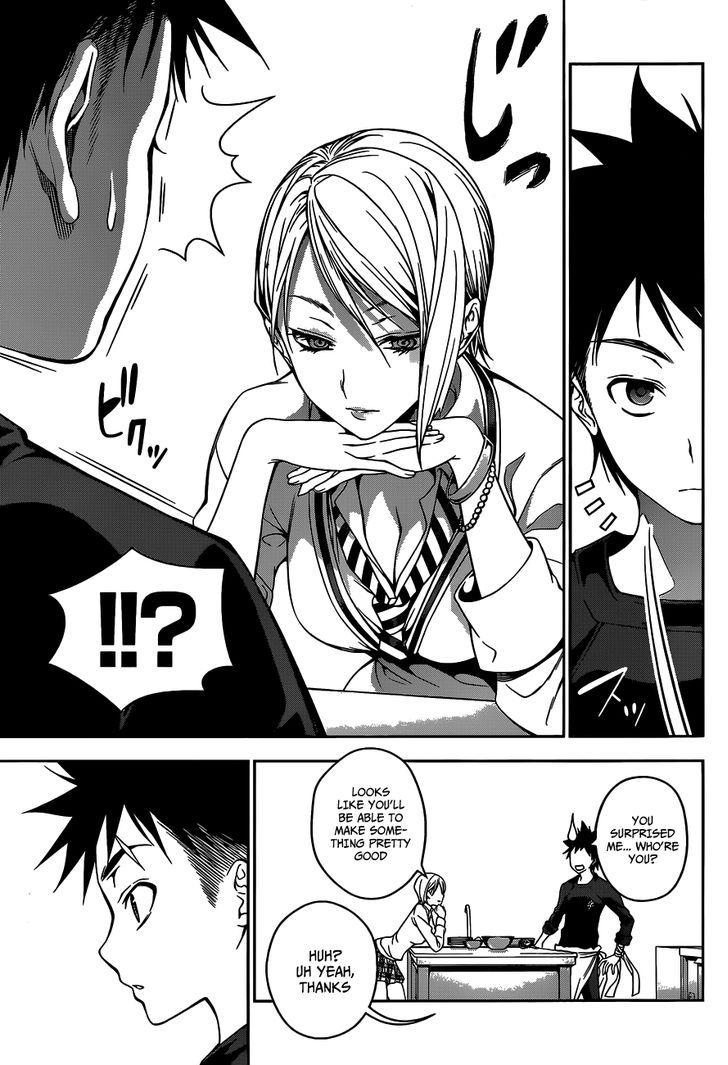 スッ
じっ
ビクッ
!!?
YOU
SURPRISED
ME... WHO'RE
YOU?
LOOKS
LIKE YOU'LL
BE ABLE TO
MAKE SOME-
THING PRETTY
GOOD
HUH?
UH YEAH,
THANKS